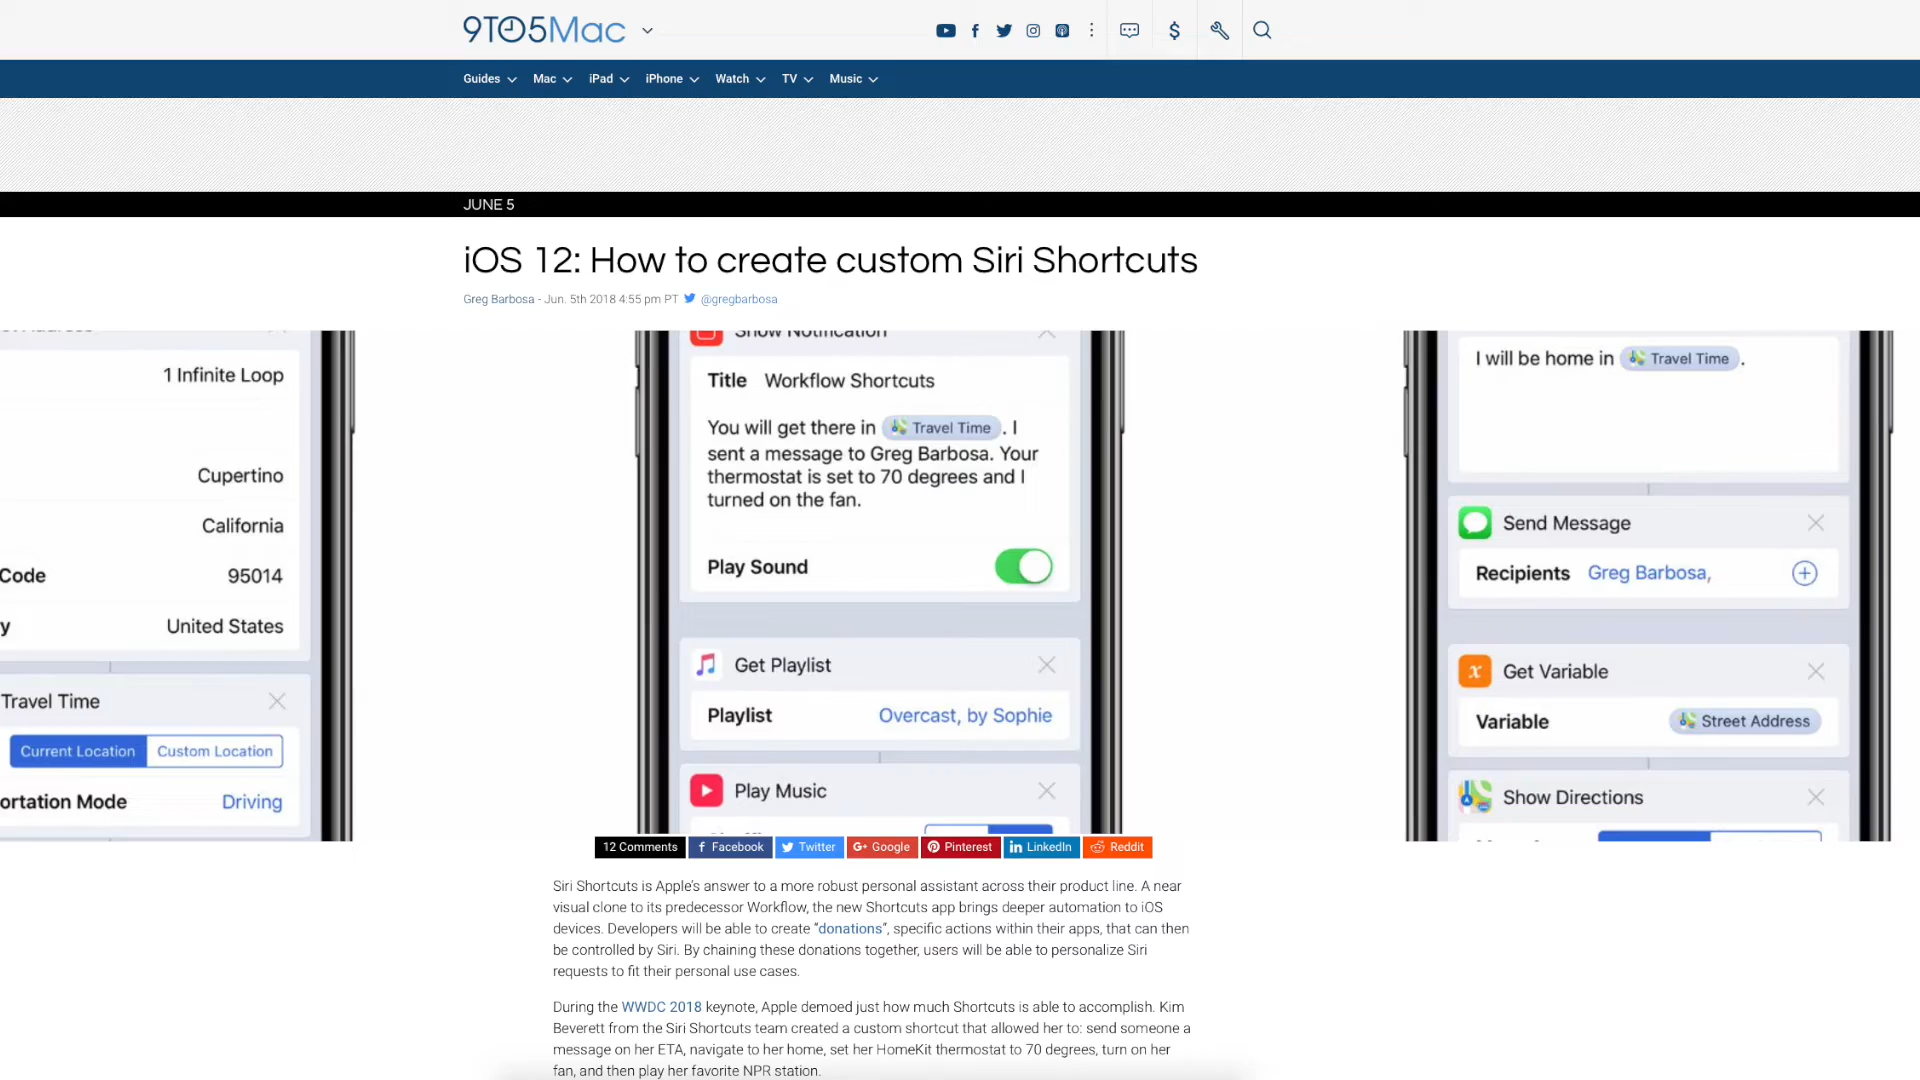 9TO5Mac
Guides Mac iPad iPhone Watch TV Music
JUNE 5
iOS 12: How to create custom Siri Shortcuts
Greg Barbosa - Jun. 5th 2018 4:55 pm PT @gregbarbosa
1 Infinite Loop
Cupertino
California
Code 95014
y United States
Travel Time
Current Location Custom Location
ortation Mode Driving
Show Notification
Title Workflow Shortcuts
You will get there in Travel Time . I
sent a message to Greg Barbosa. Your
thermostat is set to 70 degrees and I
turned on the fan.
Play Sound
Get Playlist
Playlist Overcast, by Sophie
Play Music
I will be home in Travel Time .
Send Message
Recipients Greg Barbosa,
Get Variable
Variable Street Address
Show Directions
12 Comments Facebook Twitter Google Pinterest LinkedIn Reddit
Siri Shortcuts is Apple's answer to a more robust personal assistant across their product line. A near
visual clone to its predecessor Workflow, the new Shortcuts app brings deeper automation to iOS
devices. Developers will be able to create “donations”, specific actions within their apps, that can then
be controlled by Siri. By chaining these donations together, users will be able to personalize Siri
requests to fit their personal use cases.
During the WWDC 2018 keynote, Apple demoed just how much Shortcuts is able to accomplish. Kim
Beverett from the Siri Shortcuts team created a custom shortcut that allowed her to: send someone a
message on her ETA, navigate to her home, set her HomeKit thermostat to 70 degrees, turn on her
fan, and then play her favorite NPR station.